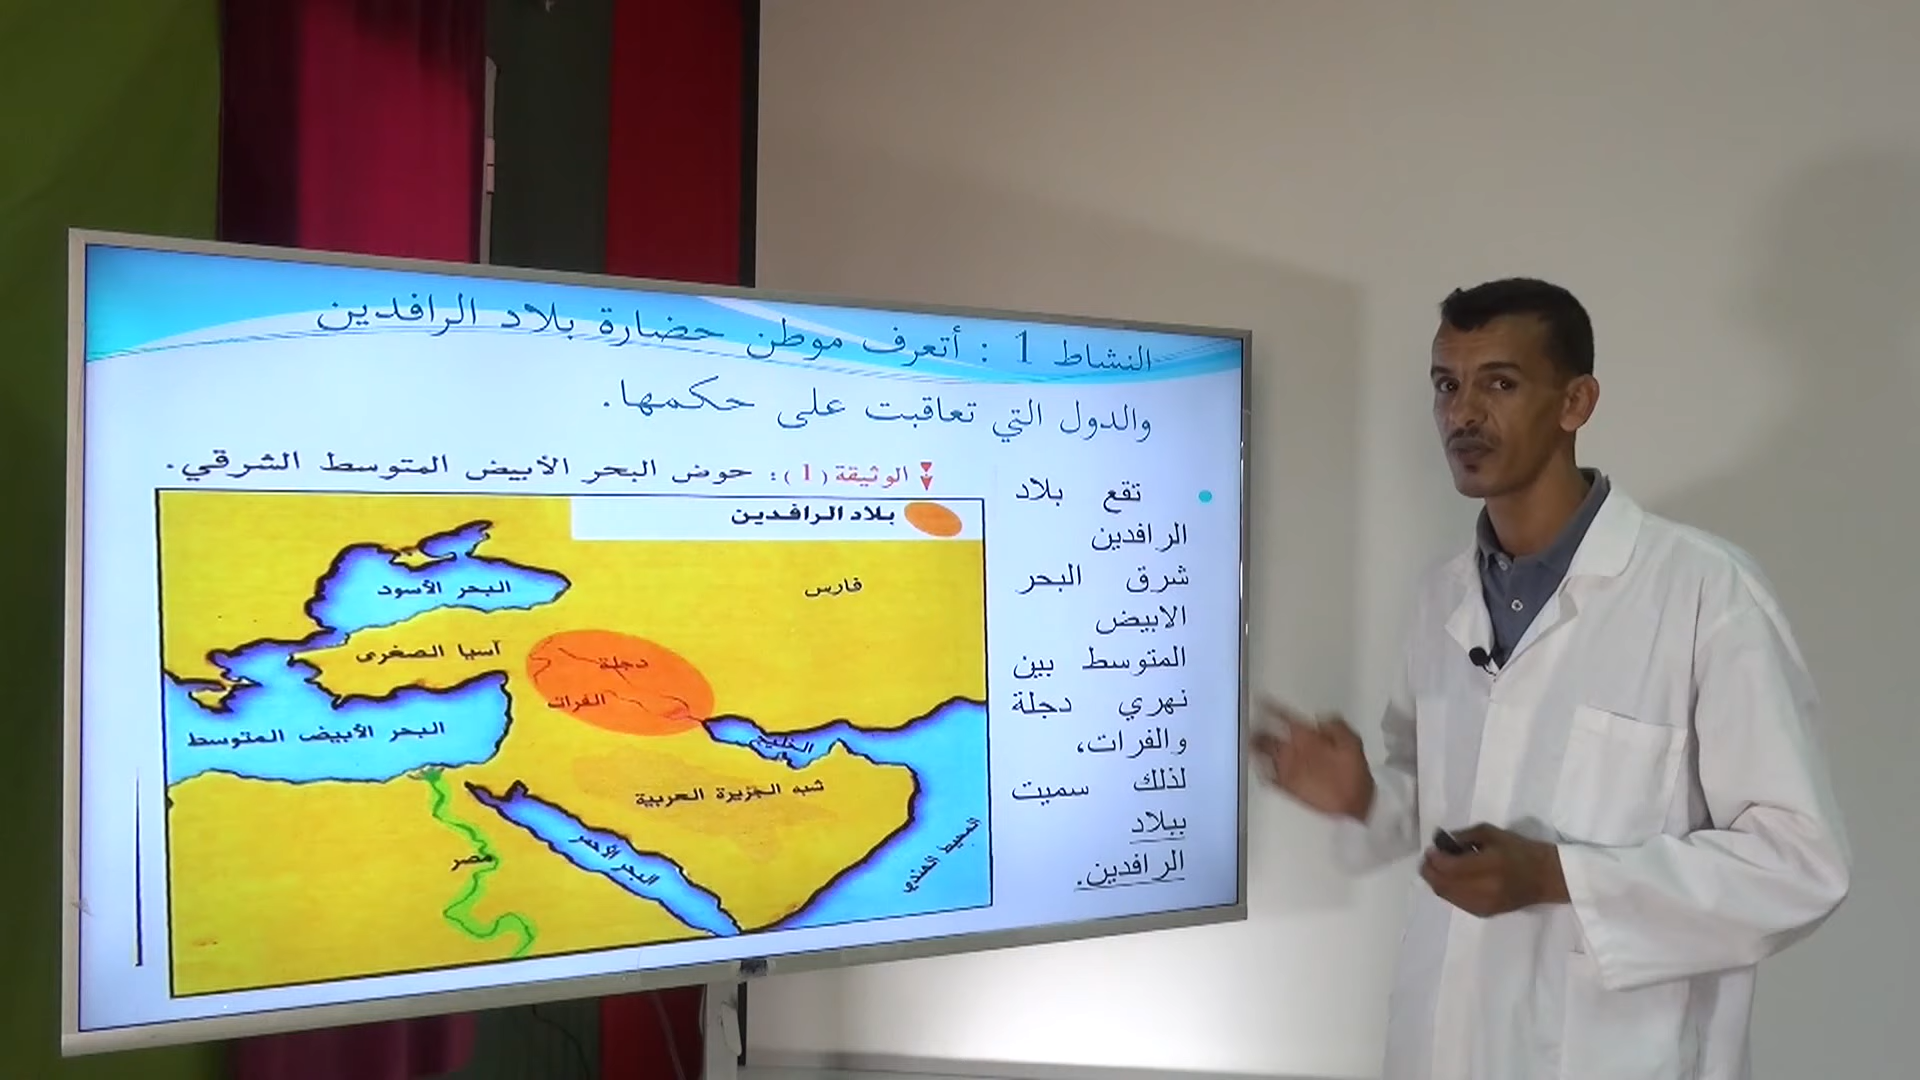 النشاط 1 : أتعرف موطن حضارة بلاد الرافدين
والدول التي تعاقبت على حكمها.
الوثيقة (1): حوض البحر الأبيض المتوسط الشرقي.
بلاد الرافدين
البحر الأسود
فارس
آسيا الصغرى
دجلة
الفرات
البحر الأبيض المتوسط
الخليج
شبه الجزيرة العربية
مصر
البحر الأحمر
المحيط الهندي
تقع بلاد
الرافدين
شرق البحر
الابيض
المتوسط بين
نهري دجلة
والفرات،
لذلك سميت
ببلاد
الرافدين.